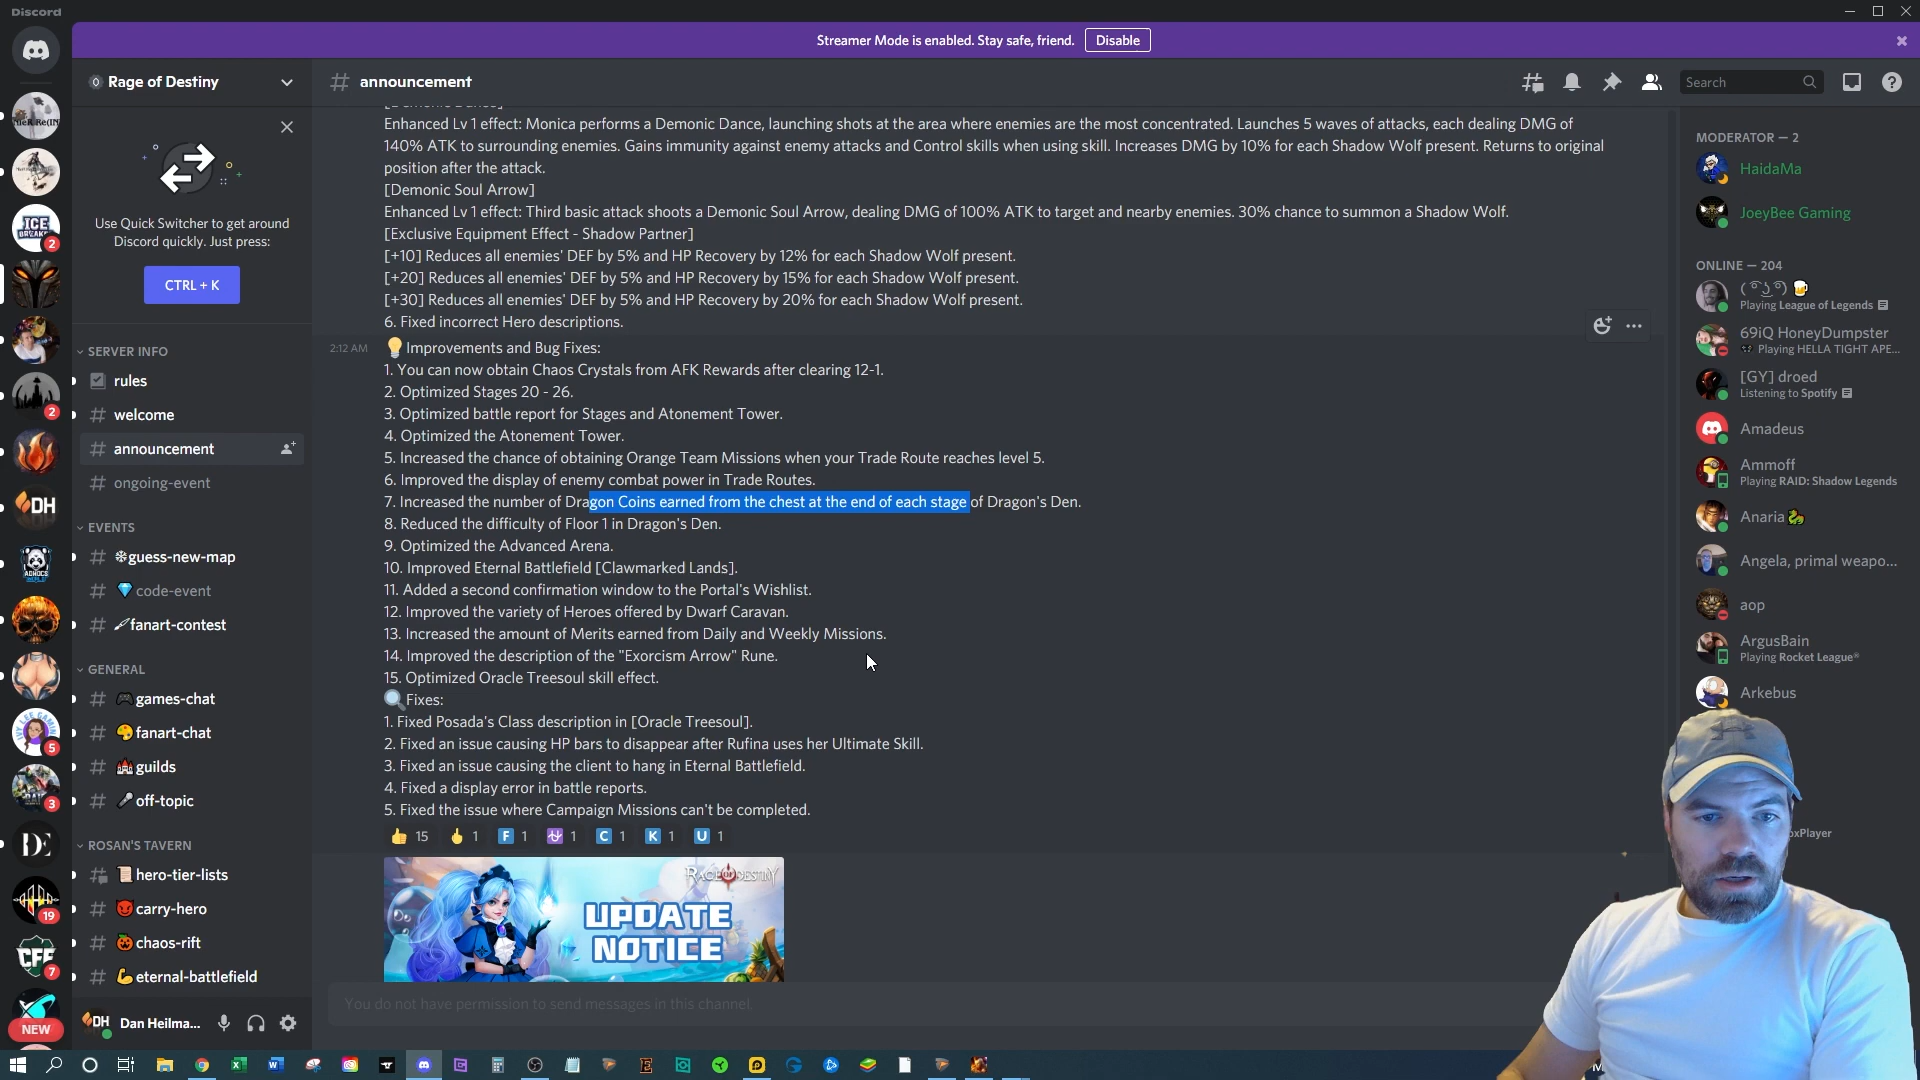 Discord
Streamer Mode is enabled. Stay safe, friend.
Disable
Rage of Destiny
announcement
Search
Use Quick Switcher to get around
Discord quickly. Just press:
CTRL + K
SERVER INFO
rules
welcome
announcement
ongoing-event
EVENTS
❄guess-new-map
💎code-event
🖌fanart-contest
GENERAL
🎮games-chat
🎨fanart-chat
🏰guilds
🎤off-topic
ROSAN'S TAVERN
📜hero-tier-lists
😈carry-hero
🎃chaos-rift
💪eternal-battlefield
Dan Heilma...
ICE
2
2
DH
ADHOCS
5
3
DE
19
CFE
7
NEW
DH
Enhanced Lv 1 effect: Monica performs a Demonic Dance, launching shots at the area where enemies are the most concentrated. Launches 5 waves of attacks, each dealing DMG of
140% ATK to surrounding enemies. Gains immunity against enemy attacks and Control skills when using skill. Increases DMG by 10% for each Shadow Wolf present. Returns to original
position after the attack.
[Demonic Soul Arrow]
Enhanced Lv 1 effect: Third basic attack shoots a Demonic Soul Arrow, dealing DMG of 100% ATK to target and nearby enemies. 30% chance to summon a Shadow Wolf.
[Exclusive Equipment Effect - Shadow Partner]
[+10] Reduces all enemies' DEF by 5% and HP Recovery by 12% for each Shadow Wolf present.
[+20] Reduces all enemies' DEF by 5% and HP Recovery by 15% for each Shadow Wolf present.
[+30] Reduces all enemies' DEF by 5% and HP Recovery by 20% for each Shadow Wolf present.
6. Fixed incorrect Hero descriptions.
2:12 AM
💡Improvements and Bug Fixes:
1. You can now obtain Chaos Crystals from AFK Rewards after clearing 12-1.
2. Optimized Stages 20 - 26.
3. Optimized battle report for Stages and Atonement Tower.
4. Optimized the Atonement Tower.
5. Increased the chance of obtaining Orange Team Missions when your Trade Route reaches level 5.
6. Improved the display of enemy combat power in Trade Routes.
7. Increased the number of Dragon Coins earned from the chest at the end of each stage of Dragon's Den.
8. Reduced the difficulty of Floor 1 in Dragon's Den.
9. Optimized the Advanced Arena.
10. Improved Eternal Battlefield [Clawmarked Lands].
11. Added a second confirmation window to the Portal's Wishlist.
12. Improved the variety of Heroes offered by Dwarf Caravan.
13. Increased the amount of Merits earned from Daily and Weekly Missions.
14. Improved the description of the "Exorcism Arrow" Rune.
15. Optimized Oracle Treesoul skill effect.
🔍Fixes:
1. Fixed Posada's Class description in [Oracle Treesoul].
2. Fixed an issue causing HP bars to disappear after Rufina uses her Ultimate Skill.
3. Fixed an issue causing the client to hang in Eternal Battlefield.
4. Fixed a display error in battle reports.
5. Fixed the issue where Campaign Missions can't be completed.
👍 15 1 F 1 ⛎ 1 C 1 K 1 U 1
RAGE OF DESTINY
UPDATE
NOTICE
You do not have permission to send messages in this channel.
MODERATOR — 2
HaidaMa
JoeyBee Gaming
ONLINE — 204
( ͡° ͜ʖ ͡°) 🍺
Playing League of Legends
69iQ HoneyDumpster
Playing HELLA TIGHT APE...
[GY] droed
Listening to Spotify
Amadeus
Ammoff
Playing RAID: Shadow Legends
Anaria🐍
Angela, primal weapo...
aop
ArgusBain
Playing Rocket League®
Arkebus
oxPlayer